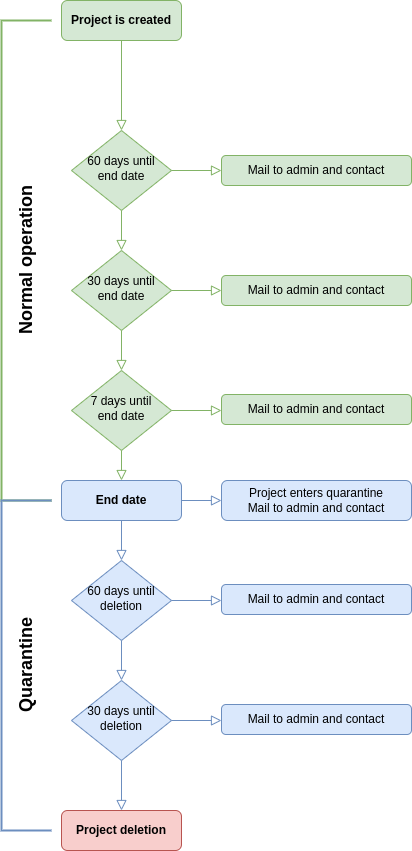 Project is created
Normal operation
60 days until
end date
Mail to admin and contact
30 days until
end date
Mail to admin and contact
7 days until
end date
Mail to admin and contact
End date
Project enters quarantine
Mail to admin and contact
Quarantine
60 days until
deletion
Mail to admin and contact
30 days until
deletion
Mail to admin and contact
Project deletion